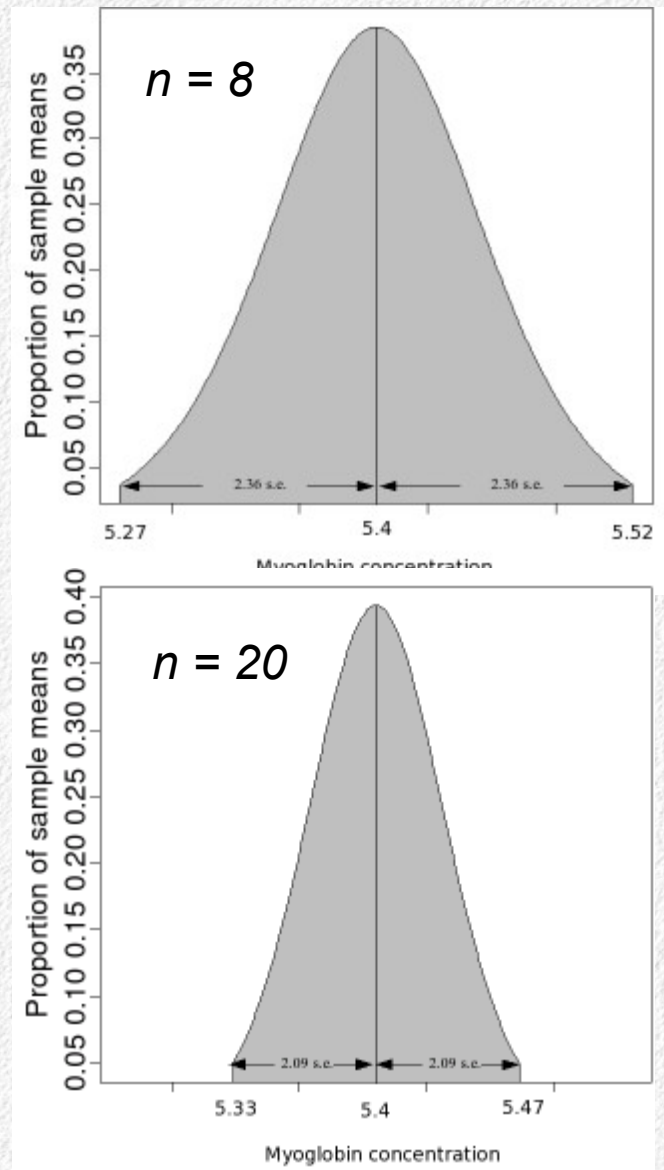 n = 8
Proportion of sample means
0.05 0.10 0.15 0.20 0.25 0.30 0.35
2.36 s.e. 2.36 s.e.
5.27 5.4 5.52
Myoglobin concentration
n = 20
Proportion of sample means
0.05 0.10 0.15 0.20 0.25 0.30 0.35 0.40
2.09 s.e. 2.09 s.e.
5.33 5.4 5.47
Myoglobin concentration